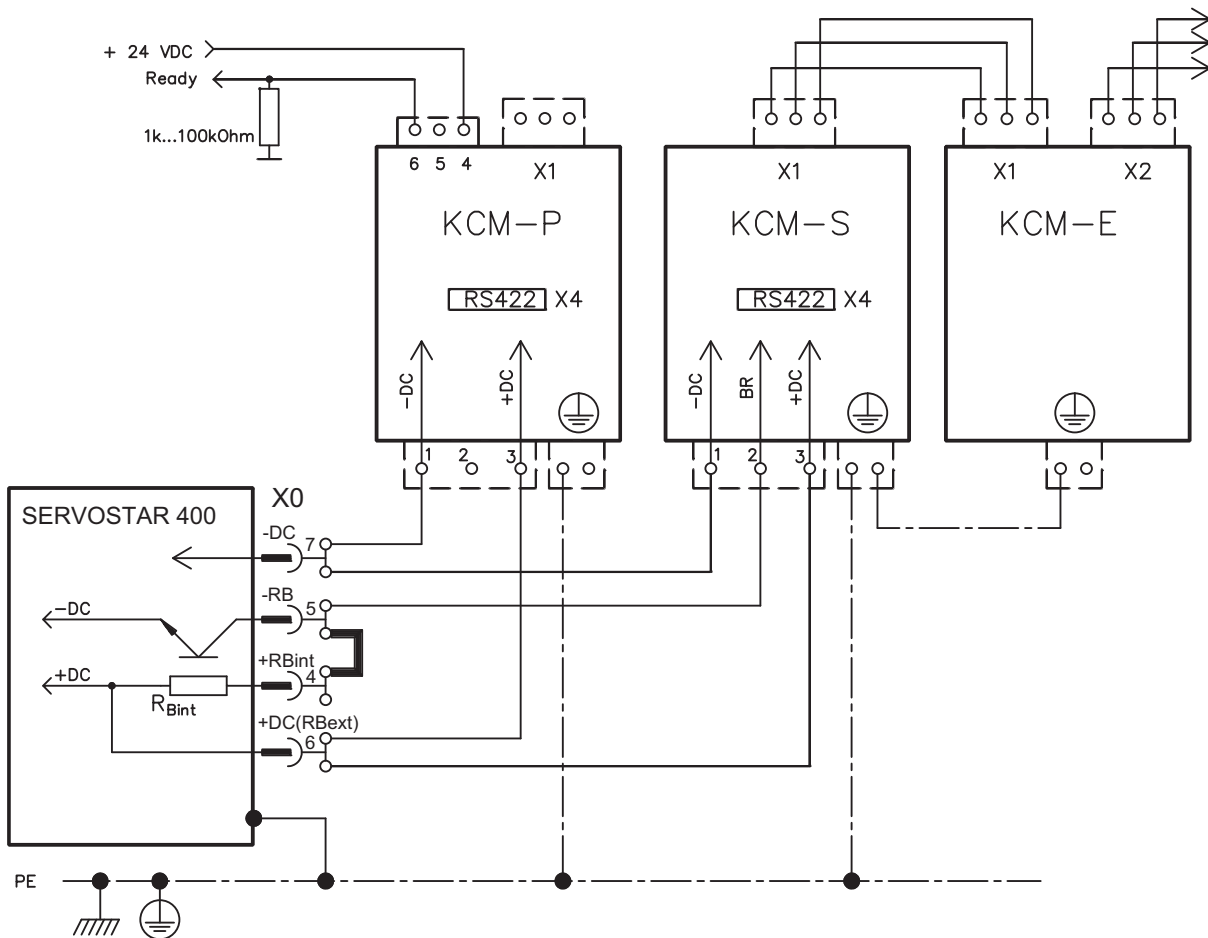 + 24 VDC
Ready
1k...100kOhm
6 5 4
X1
X1
X1
X2
KCM-P
KCM-S
KCM-E
RS422 X4
RS422 X4
-DC
+DC
-DC
BR
+DC
1 2 3
1 2 3
SERVOSTAR 400
X0
-DC
7
-RB
-DC
5
+RBint
+DC
4
RBint
+DC(RBext)
6
PE